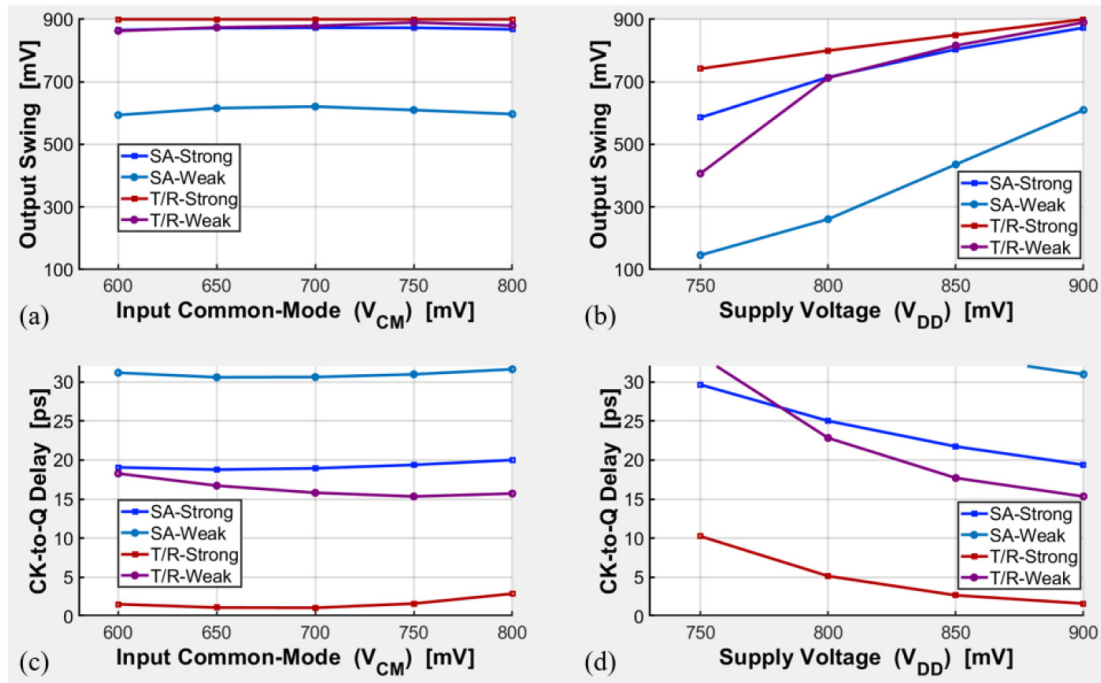 900
700
500
300
100
Output Swing [mV]
SA-Strong
SA-Weak
T/R-Strong
T/R-Weak
600 650 700 750 800
Input Common-Mode (V_CM) [mV]
(a)
900
700
500
300
100
Output Swing [mV]
SA-Strong
SA-Weak
T/R-Strong
T/R-Weak
750 800 850 900
Supply Voltage (V_DD) [mV]
(b)
30
25
20
15
10
5
0
CK-to-Q Delay [ps]
SA-Strong
SA-Weak
T/R-Strong
T/R-Weak
600 650 700 750 800
Input Common-Mode (V_CM) [mV]
(c)
30
25
20
15
10
5
0
CK-to-Q Delay [ps]
SA-Strong
SA-Weak
T/R-Strong
T/R-Weak
750 800 850 900
Supply Voltage (V_DD) [mV]
(d)